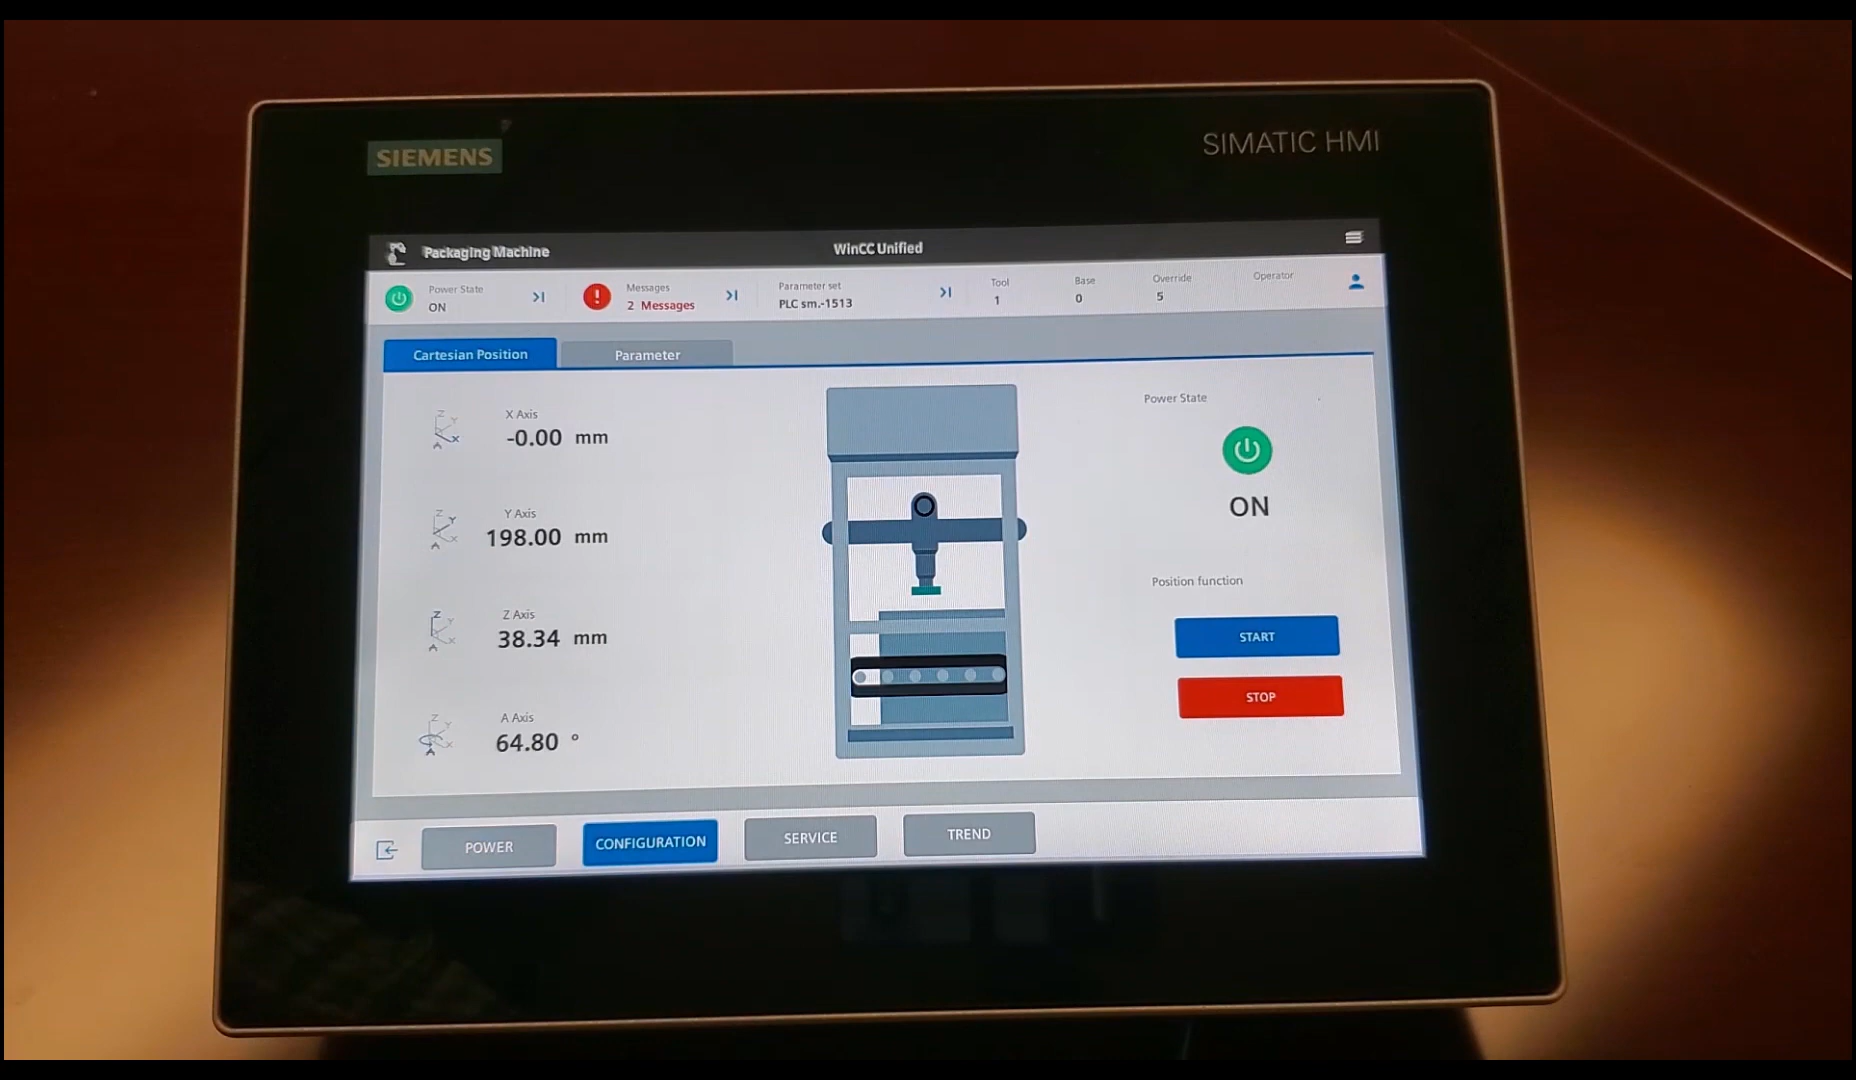 SIEMENS
SIMATIC HMI
Packaging Machine
WinCC Unified
Power State
ON
Messages
2 Messages
Parameter set
PLC sm.-1513
Tool
1
Base
0
Override
5
Operator
Cartesian Position
Parameter
X Axis
-0.00 mm
Y Axis
198.00 mm
Z Axis
38.34 mm
A Axis
64.80 °
Power State
ON
Position function
START
STOP
POWER
CONFIGURATION
SERVICE
TREND